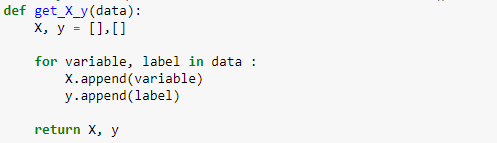 def get_X_y(data):
    X, y = [],[]
    for variable, label in data :
        X.append(variable)
        y.append(label)
    return X, y